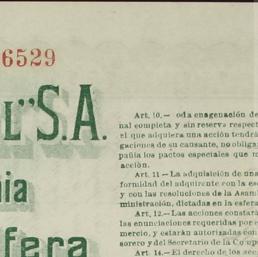 6529
L" S.A.
ia
fera
Art. 10.— oda enagenación de
nal completa y sin reserva respect
el que adquiera una acción tendrá
gaciones de su causante, no obliga
pañía los pactos especiales que m
acción.
Art. 11 — La adquisición de una
formidad del adquirente con la esc
y con las resoluciones de la Asam
ministración, dictadas en la esfera
Art. 12.— Las acciones constará
las enunciaciones requeridas por e
mercio, y estarán autorizadas con
sorero y del Secretario de la Co op
Art. 14.— El derecho de los acc